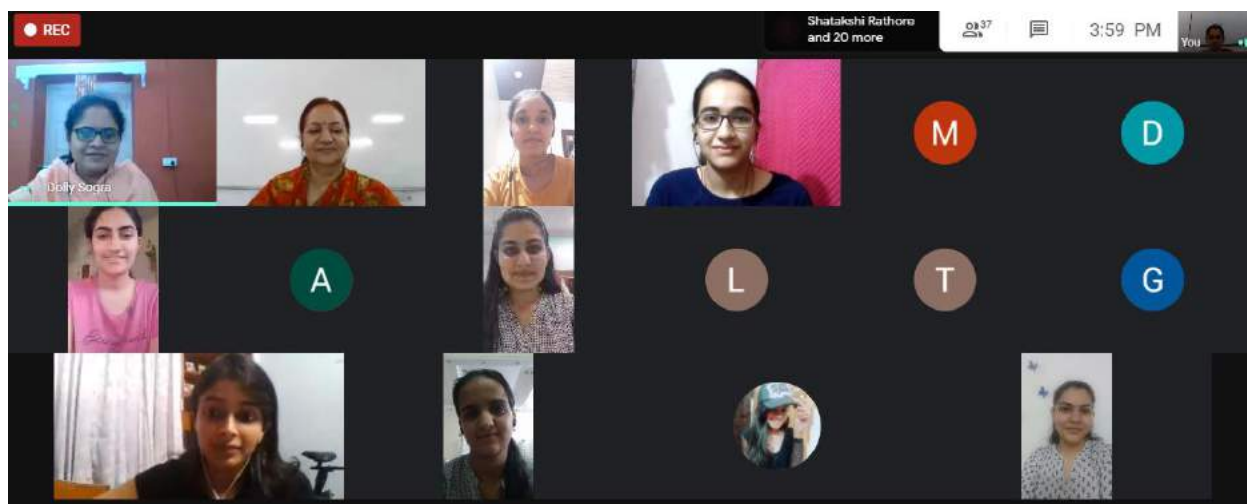 REC
Shatakshi Rathore
and 20 more
37
3:59 PM
You
Dolly Sogra
M
D
A
L
T
G